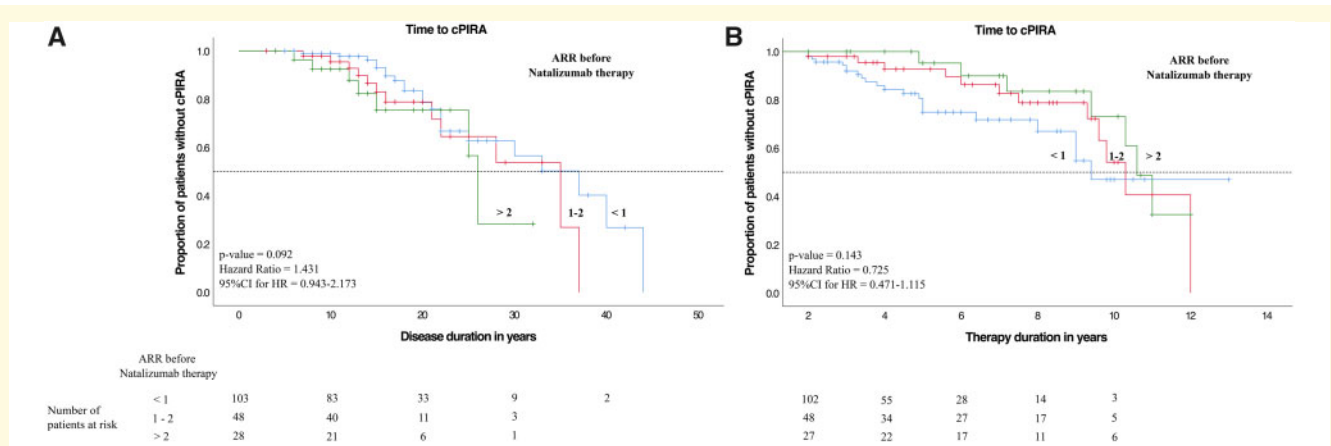 A
Time to cPIRA
ARR before
Natalizumab therapy
Proportion of patients without cPIRA
1.0
0.8
0.6
0.4
0.2
0.0
> 2
1-2
< 1
p-value = 0.092
Hazard Ratio = 1.431
95%CI for HR = 0.943-2.173
0 10 20 30 40 50
Disease duration in years
B
Time to cPIRA
ARR before
Natalizumab therapy
Proportion of patients without cPIRA
1.0
0.8
0.6
0.4
0.2
0.0
< 1
1-2
> 2
p-value = 0.143
Hazard Ratio = 0.725
95%CI for HR = 0.471-1.115
2 4 6 8 10 12 14
Therapy duration in years
ARR before
Natalizumab therapy
Number of
patients at risk
< 1 103 83 33 9 2 102 55 28 14 3
1 - 2 48 40 11 3 48 34 27 17 5
> 2 28 21 6 1 27 22 17 11 6